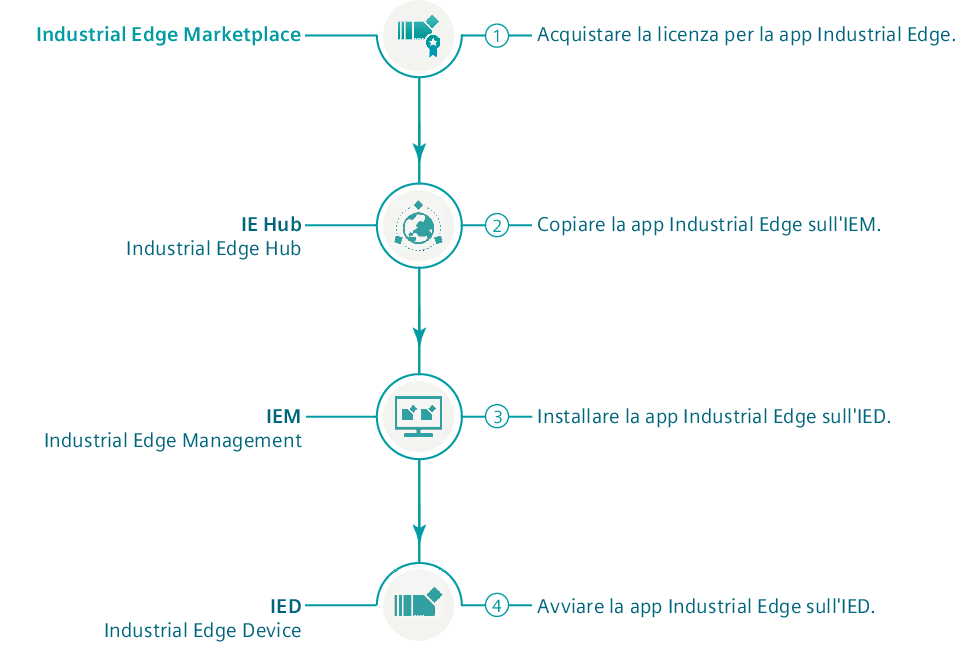 Industrial Edge Marketplace
1
Acquistare la licenza per la app Industrial Edge.
IE Hub
Industrial Edge Hub
2
Copiare la app Industrial Edge sull'IEM.
IEM
Industrial Edge Management
3
Installare la app Industrial Edge sull'IED.
IED
Industrial Edge Device
4
Avviare la app Industrial Edge sull'IED.